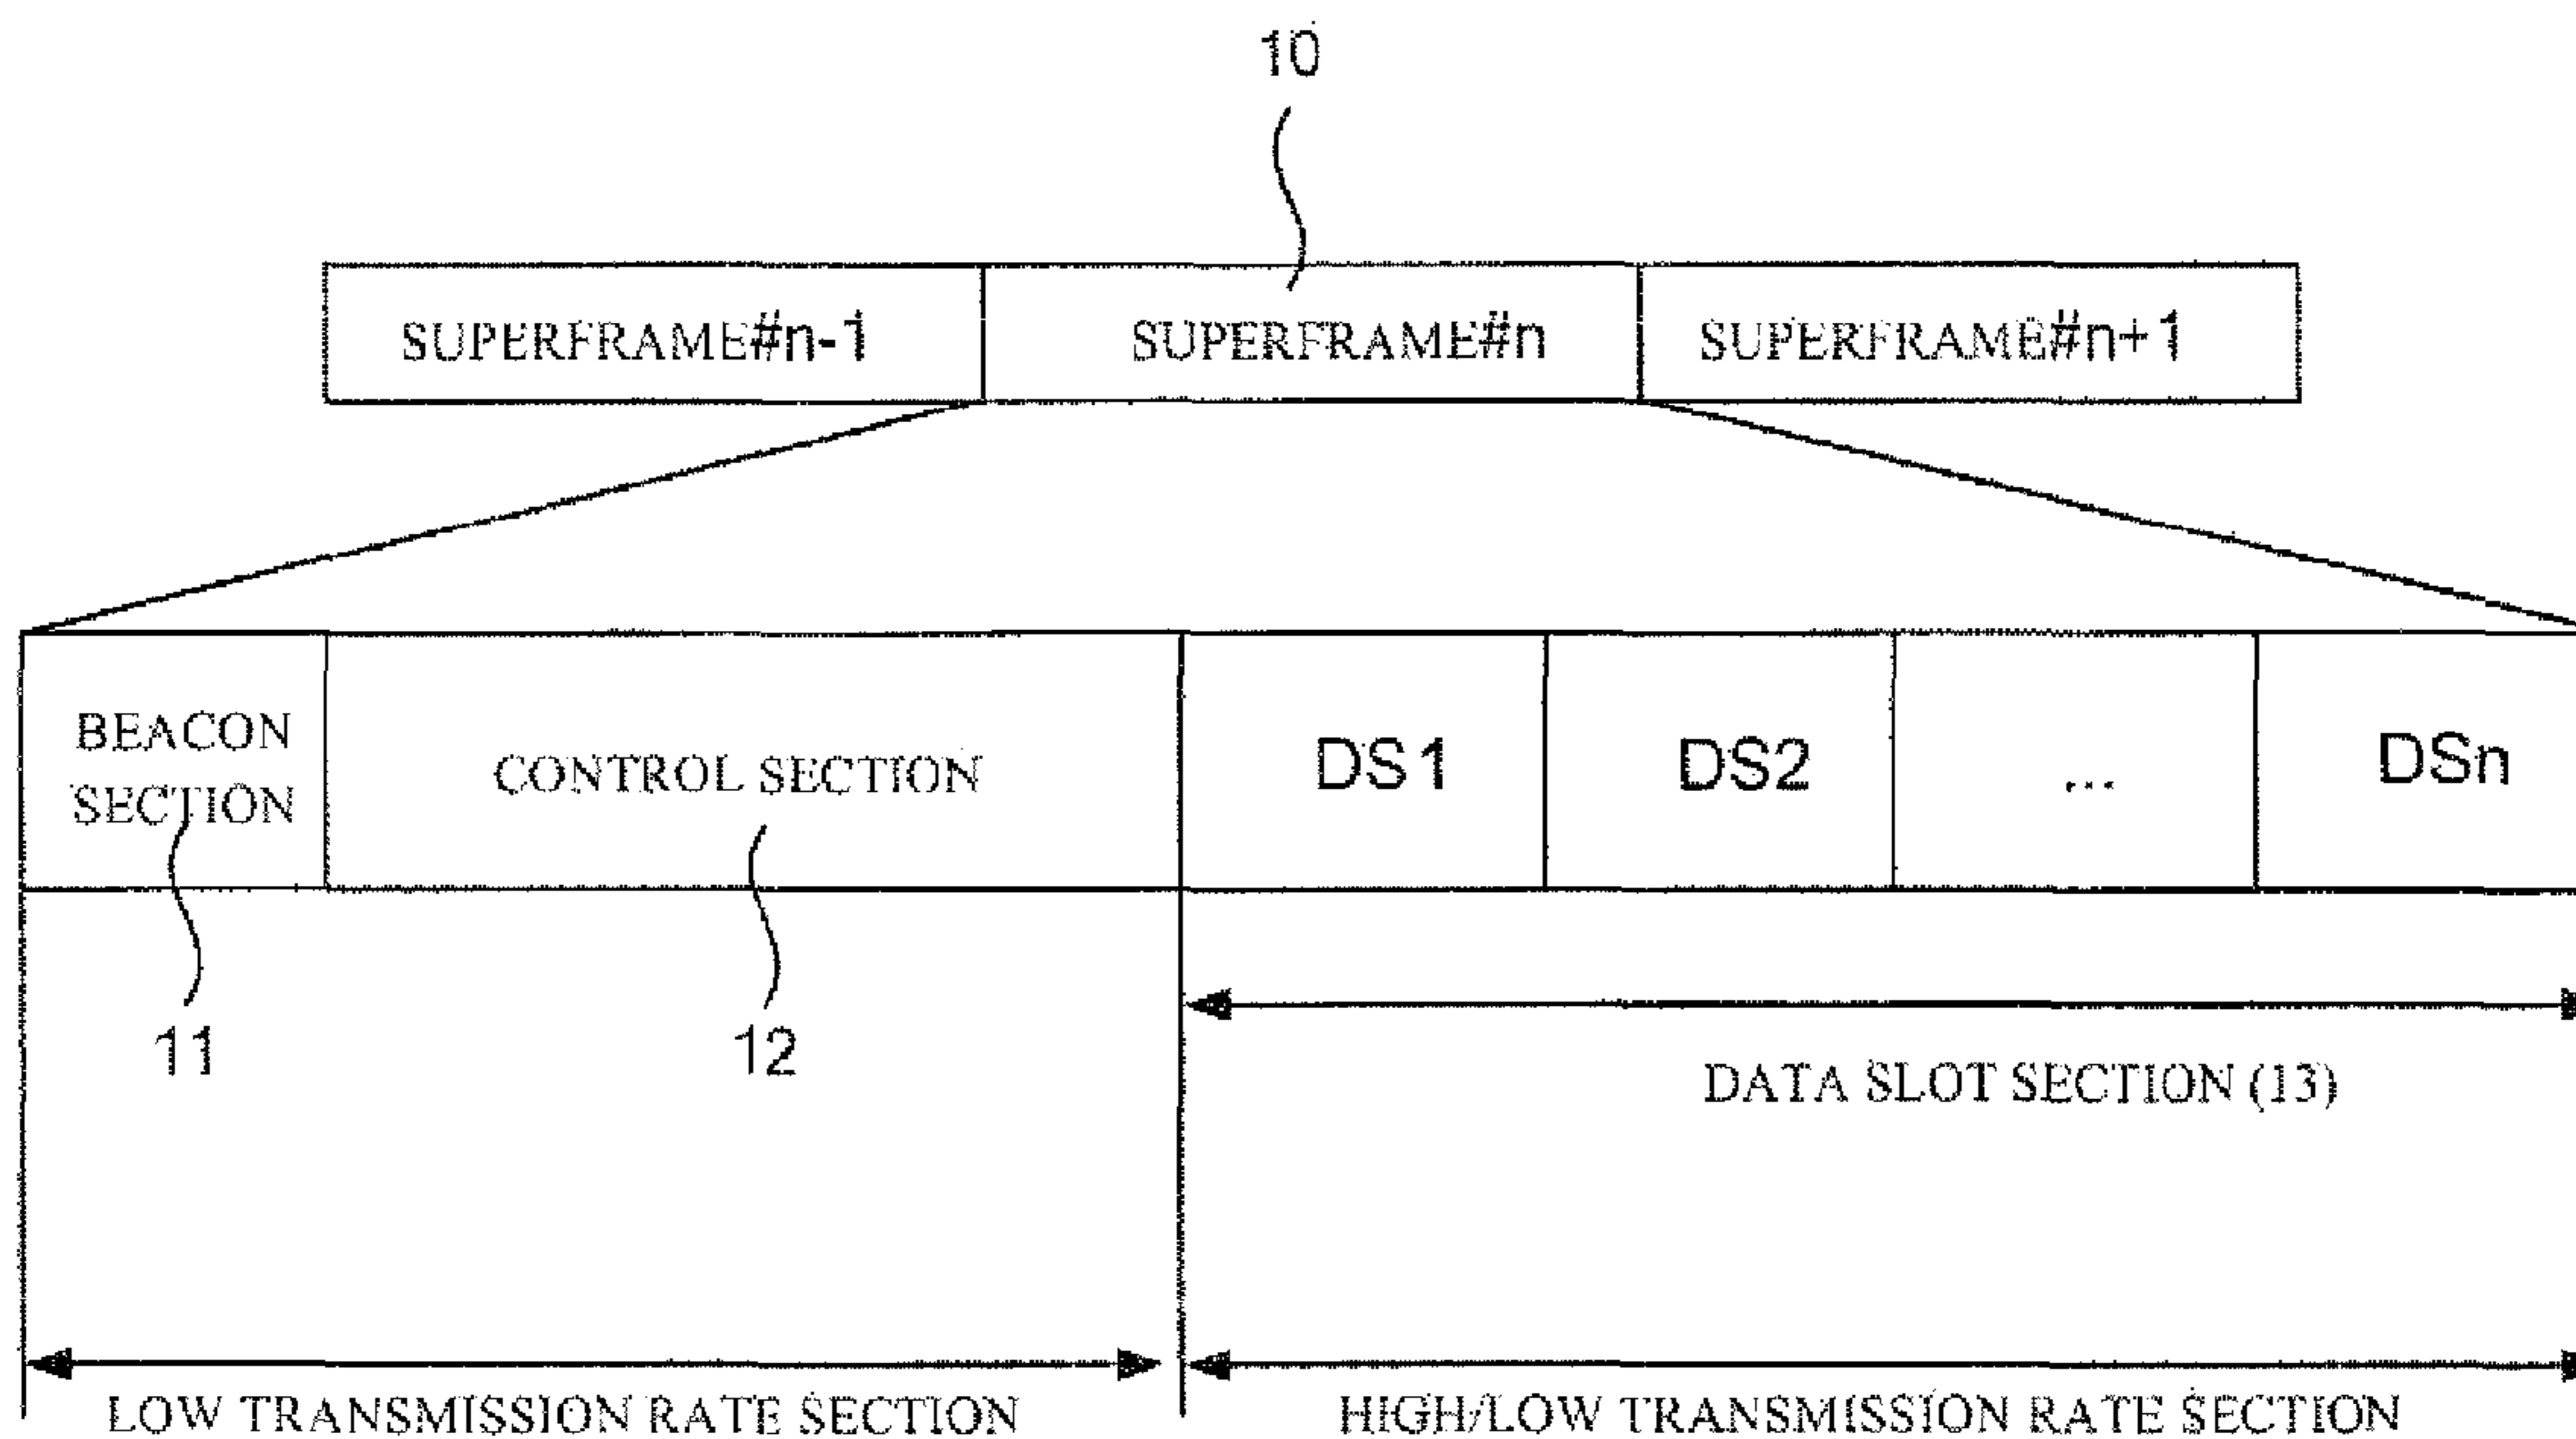 10
SUPERFRAME#n-1 SUPERFRAME#n SUPERFRAME#n+1
BEACON SECTION
CONTROL SECTION
DS1 DS2 ... DSn
11 12
DATA SLOT SECTION (13)
LOW TRANSMISSION RATE SECTION HIGH/LOW TRANSMISSION RATE SECTION